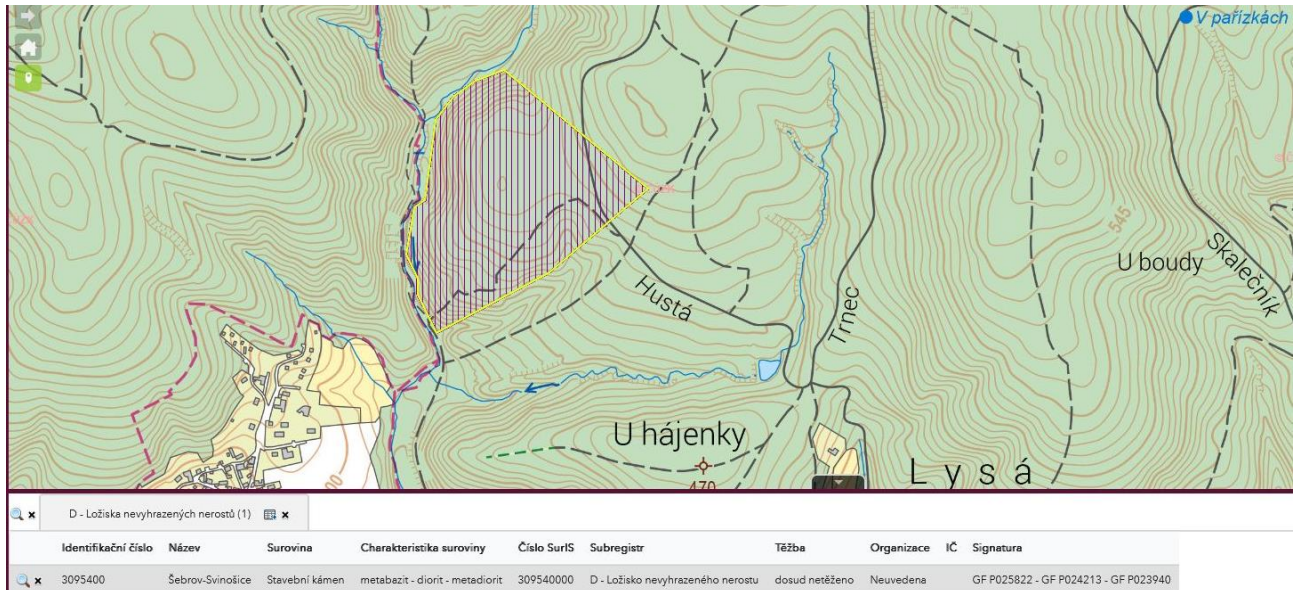 V pařízkách
545
U boudy
Skalečník
Hustá
Trnec
U hájenky
470
Lysá
D - Ložiska nevyhrazených nerostů (1)
Identifikační číslo Název Surovina Charakteristika suroviny Číslo SurIS Subregistr Těžba Organizace IČ Signatura
3095400 Šebrov-Svinošice Stavební kámen metabazit - diorit - metadiorit 309540000 D - Ložisko nevyhrazeného nerostu dosud netěženo Neuvedena GF P025822 - GF P024213 - GF P023940